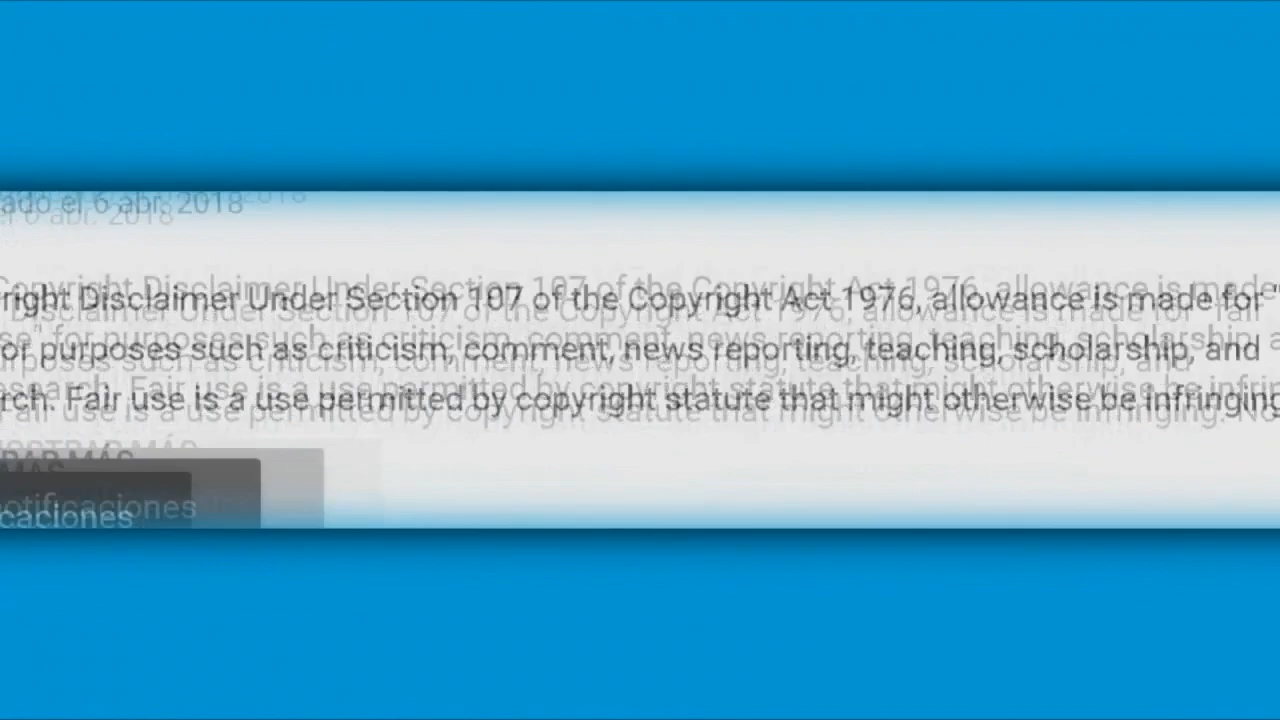 ado el 6 abr. 2018
right Disclaimer Under Section 107 of the Copyright Act 1976, allowance is made for "
or purposes such as criticism, comment, news reporting, teaching, scholarship, and
rch. Fair use is a use permitted by copyright statute that might otherwise be infringing
MÁS
otificaciones
caciones